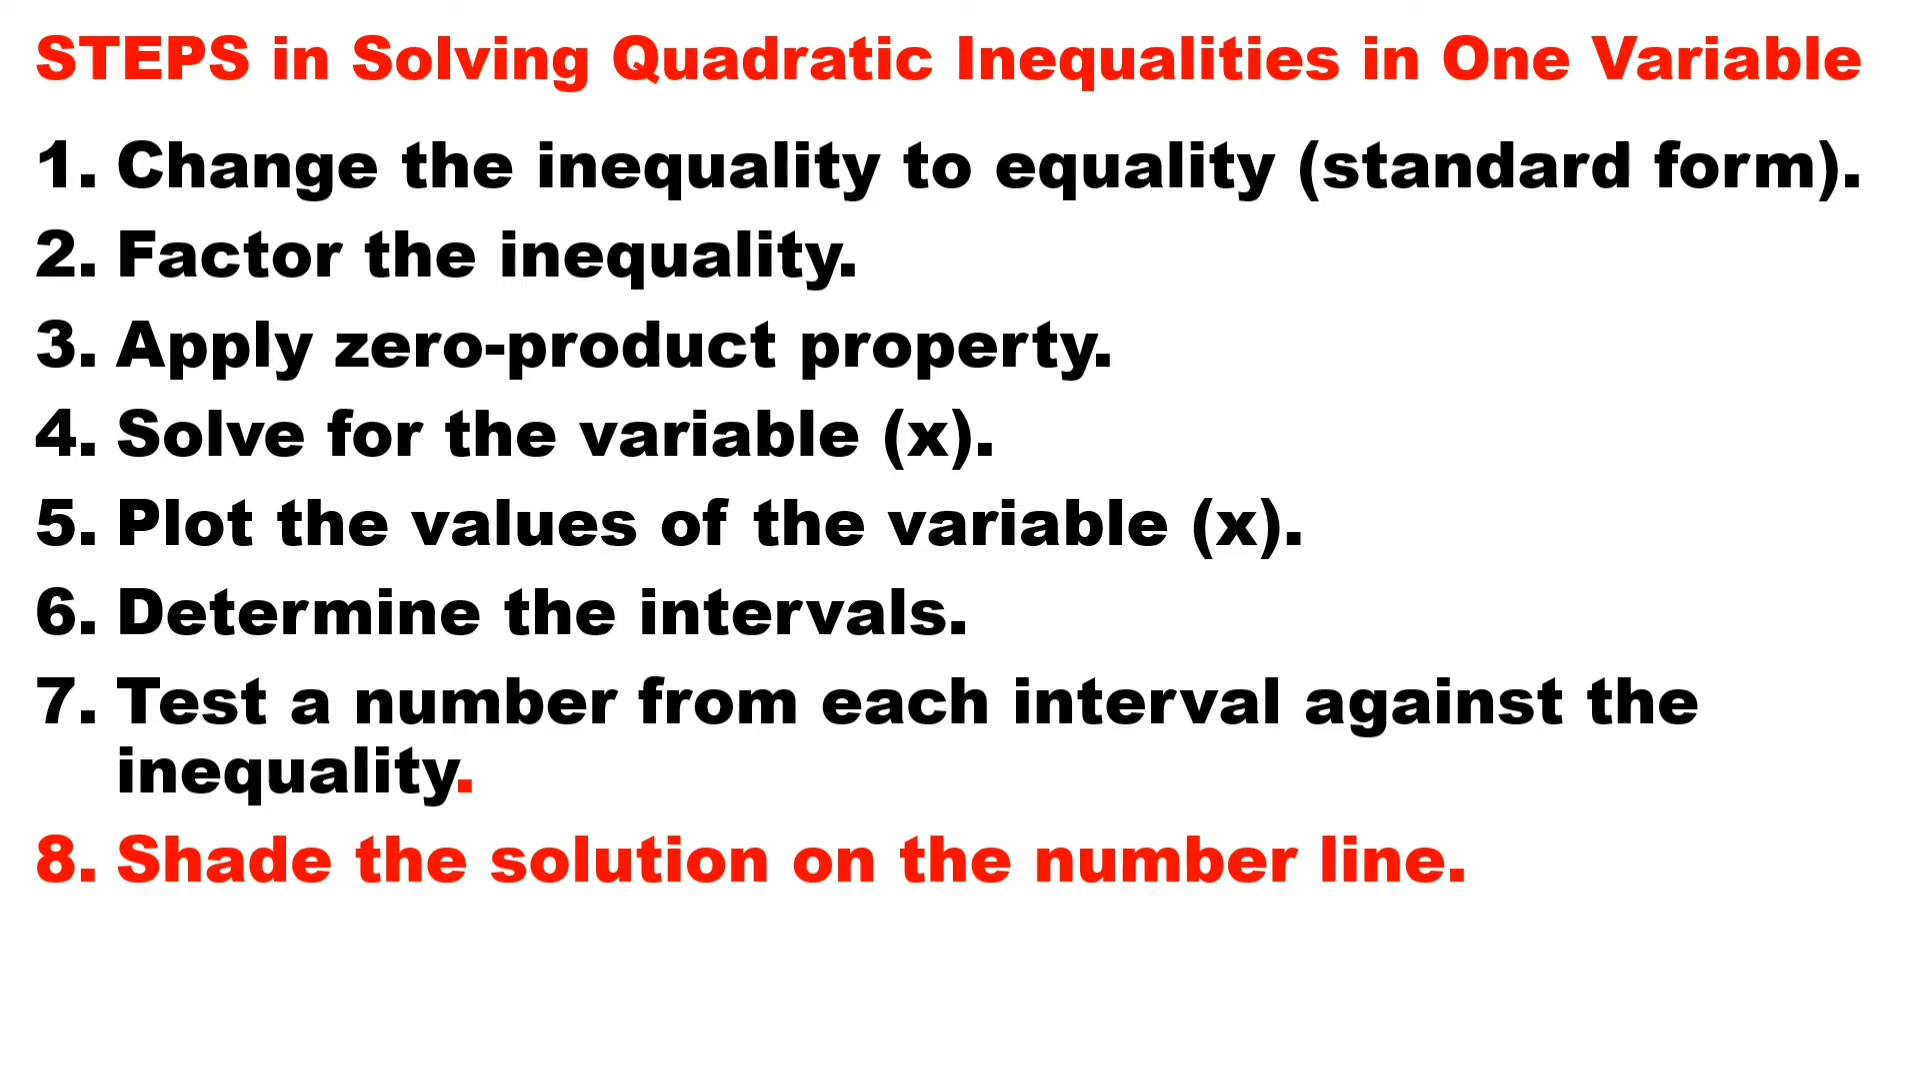 STEPS in Solving Quadratic Inequalities in One Variable
1. Change the inequality to equality (standard form).
2. Factor the inequality.
3. Apply zero-product property.
4. Solve for the variable (x).
5. Plot the values of the variable (x).
6. Determine the intervals.
7. Test a number from each interval against the
inequality.
8. Shade the solution on the number line.